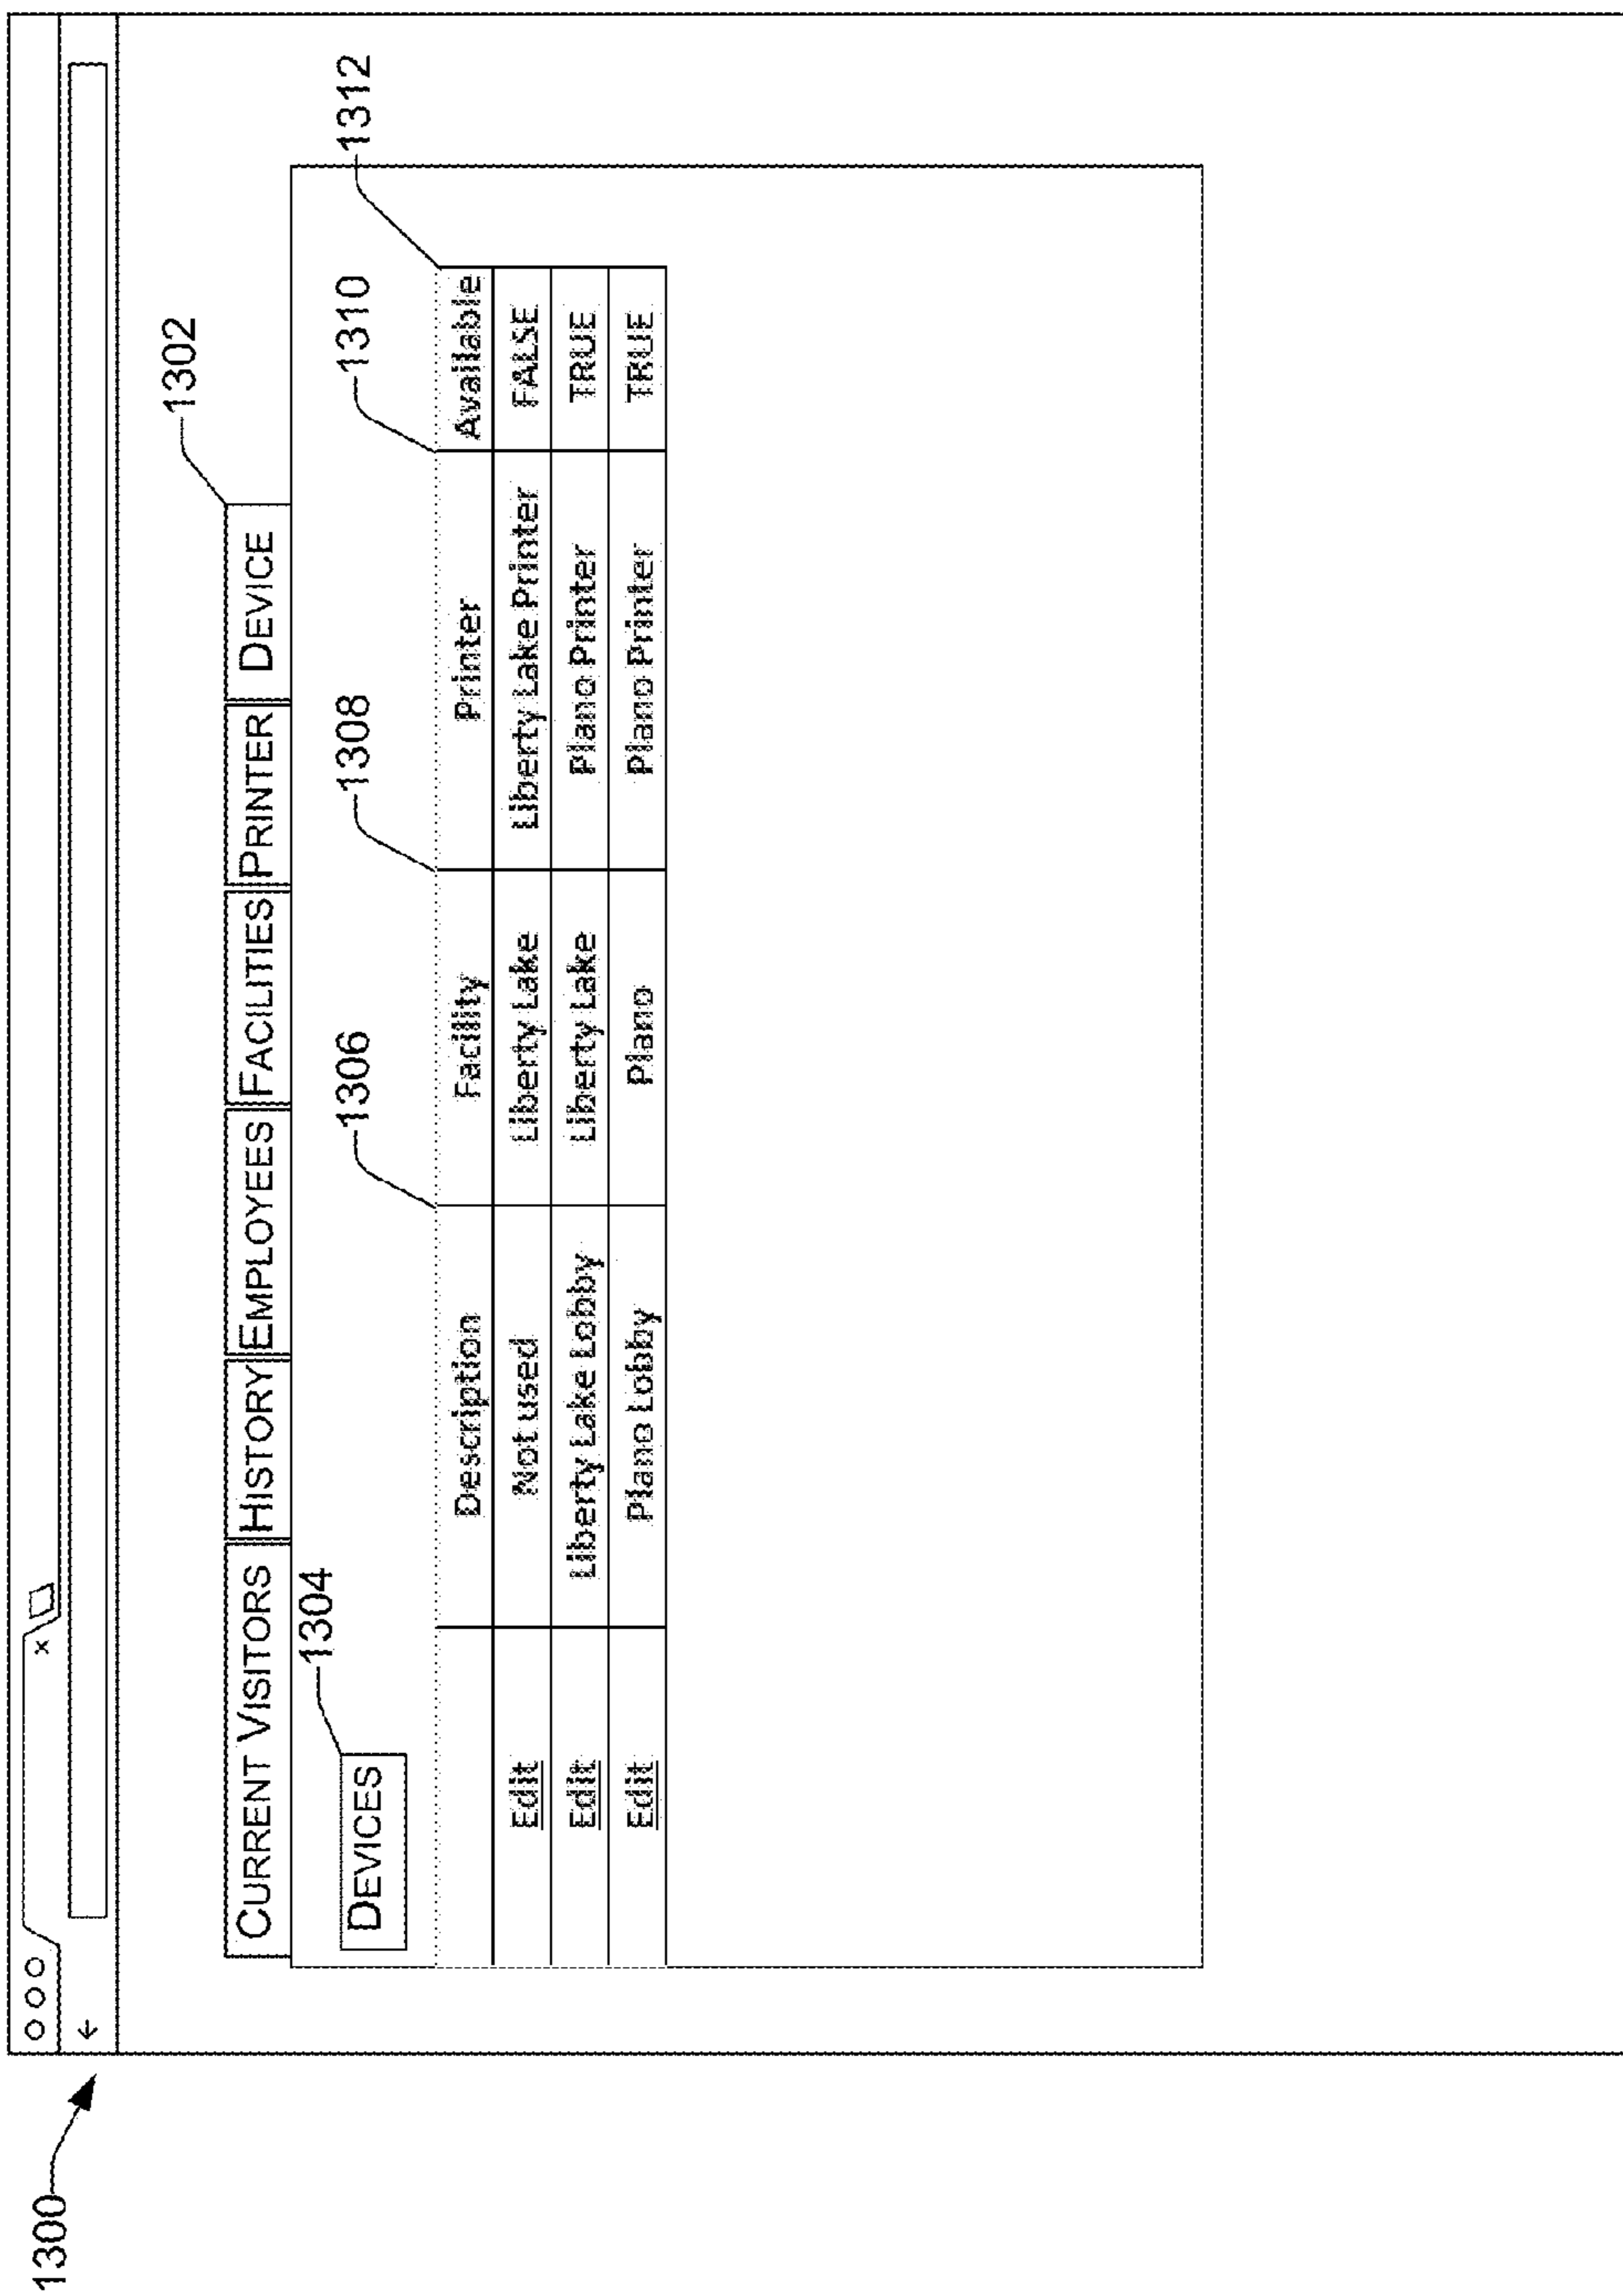 1300
x
1302
CURRENT VISITORS HISTORY EMPLOYEES FACILITIES PRINTER DEVICE
1304 1306 1308 1310 1312
DEVICES
Description Facility Printer Available
Edit Not used Liberty Lake Liberty Lake Printer FALSE
Edit Liberty Lake Lobby Liberty Lake Plano Printer TRUE
Edit Plano Lobby Plano Plano Printer TRUE